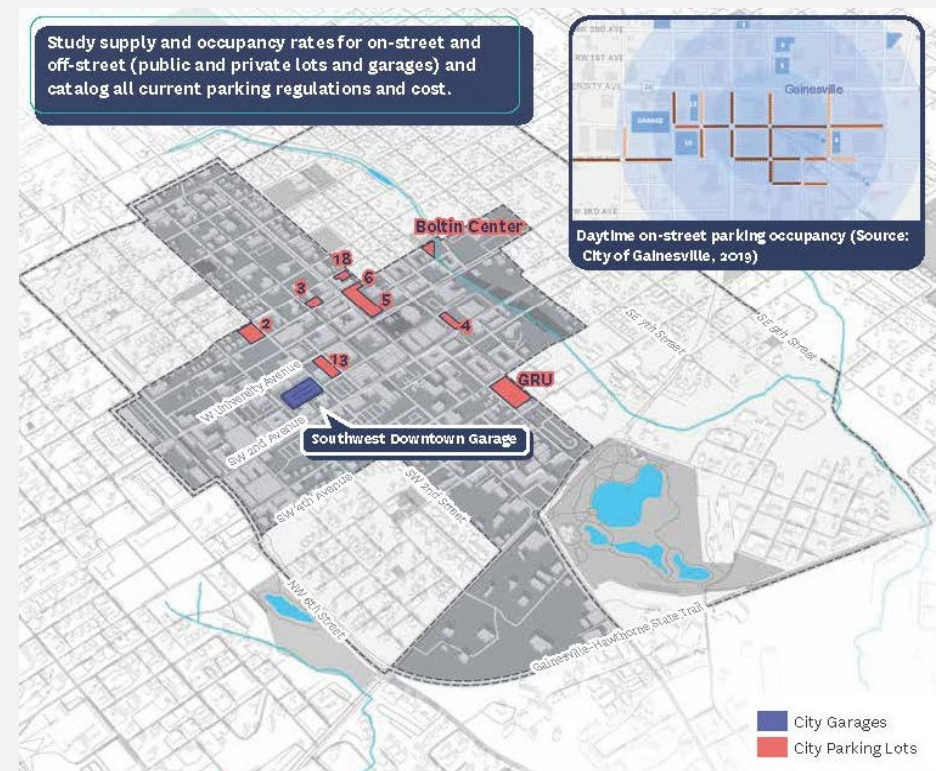 Study supply and occupancy rates for on-street and
off-street (public and private lots and garages) and
catalog all current parking regulations and cost.
Gainesville
GARAGE
Daytime on-street parking occupancy (Source:
City of Gainesville, 2019)
Boltin Center
18
6
3
5
2
4
13
GRU
W University Avenue
SW 2nd Avenue
Southwest Downtown Garage
SW 4th Avenue
SW 2nd Street
SE 7th Street
SE 9th Street
NW 6th Street
Gainesville-Hawthorne State Trail
City Garages
City Parking Lots